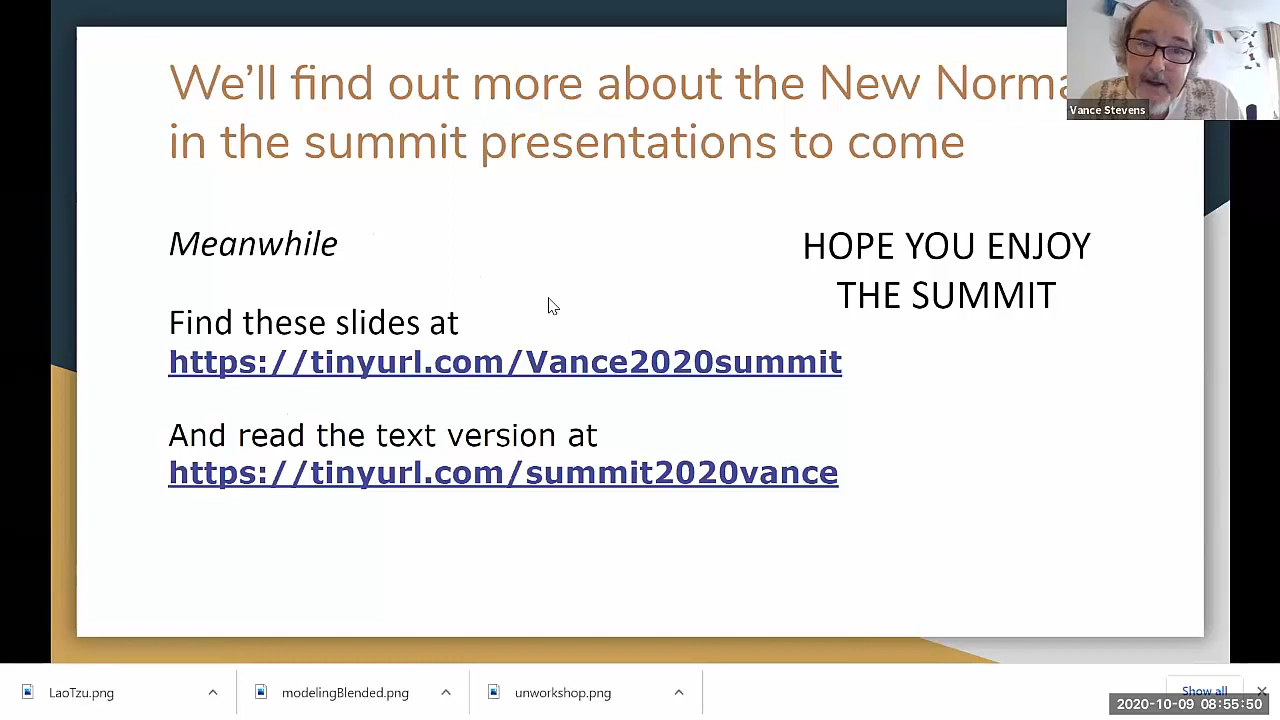 We'll find out more about the New Norma
in the summit presentations to come
Vance Stevens
Meanwhile
HOPE YOU ENJOY
THE SUMMIT
Find these slides at
https://tinyurl.com/Vance2020summit
And read the text version at
https://tinyurl.com/summit2020vance
LaoTzu.png
modelingBlended.png
unworkshop.png
Show all
2020-10-09 08:55:50